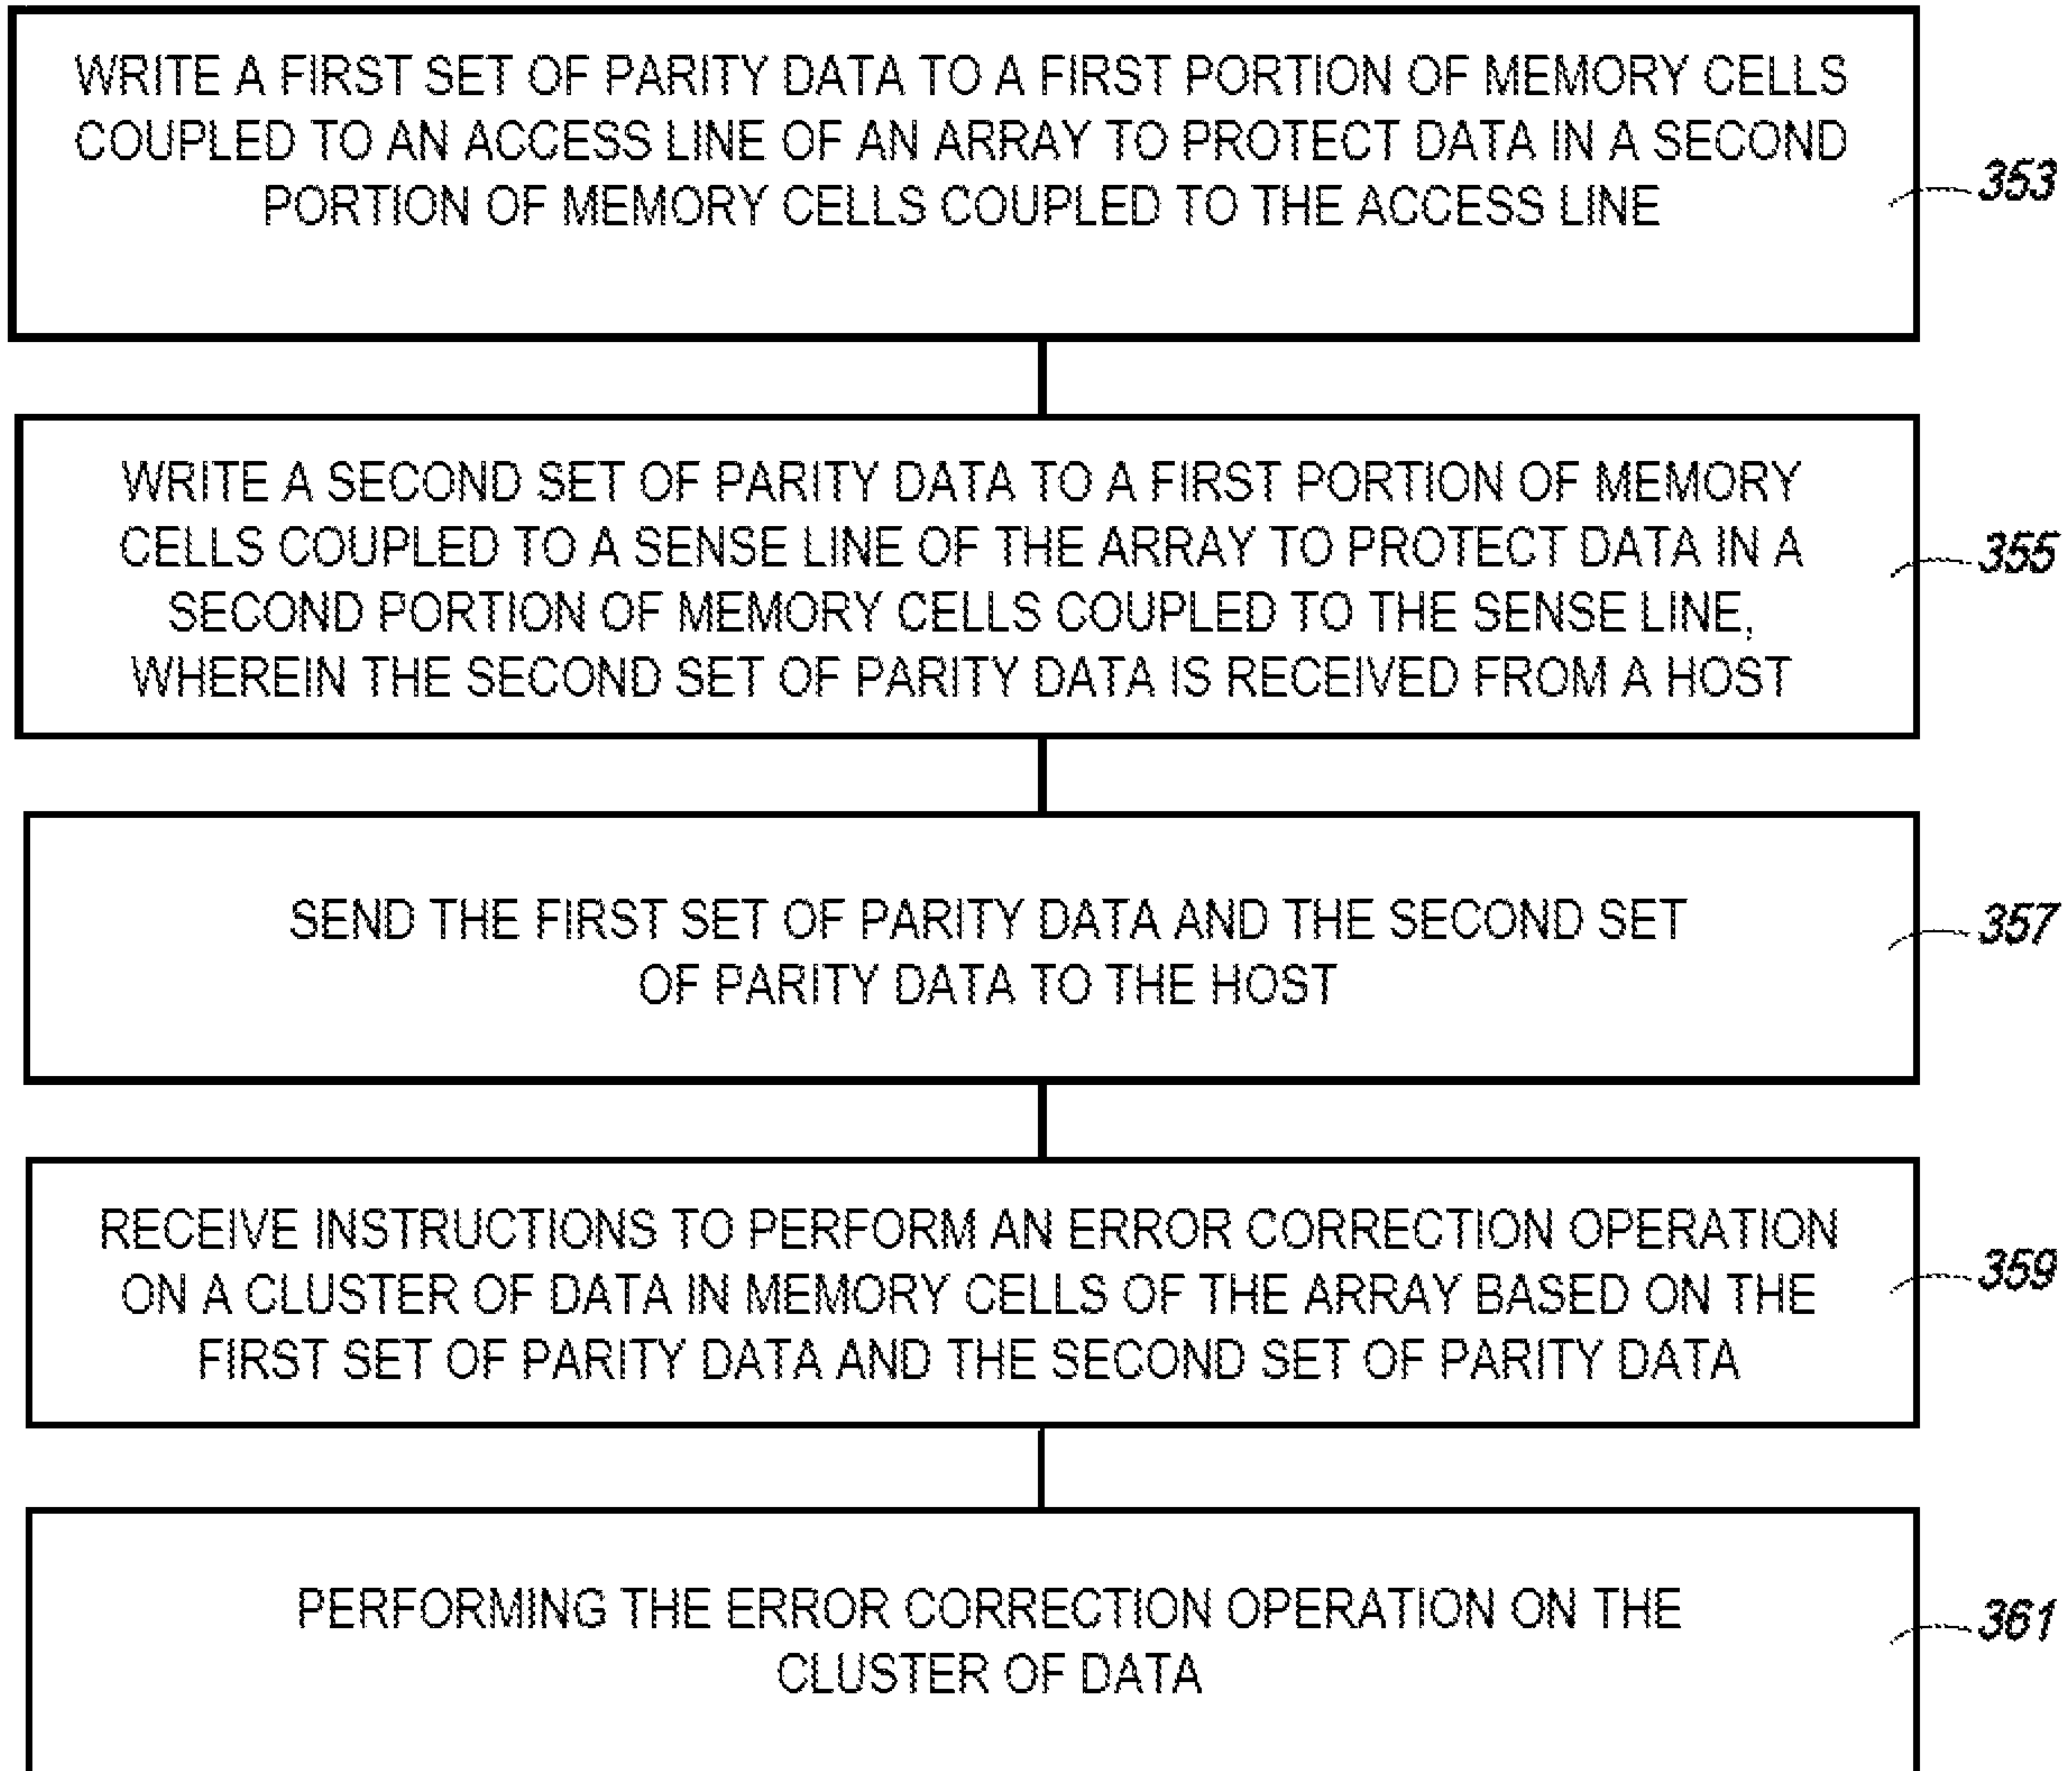 WRITE A FIRST SET OF PARITY DATA TO A FIRST PORTION OF MEMORY CELLS
COUPLED TO AN ACCESS LINE OF AN ARRAY TO PROTECT DATA IN A SECOND
PORTION OF MEMORY CELLS COUPLED TO THE ACCESS LINE
353
WRITE A SECOND SET OF PARITY DATA TO A FIRST PORTION OF MEMORY
CELLS COUPLED TO A SENSE LINE OF THE ARRAY TO PROTECT DATA IN A
SECOND PORTION OF MEMORY CELLS COUPLED TO THE SENSE LINE,
WHEREIN THE SECOND SET OF PARITY DATA IS RECEIVED FROM A HOST
355
SEND THE FIRST SET OF PARITY DATA AND THE SECOND SET
OF PARITY DATA TO THE HOST
357
RECEIVE INSTRUCTIONS TO PERFORM AN ERROR CORRECTION OPERATION
ON A CLUSTER OF DATA IN MEMORY CELLS OF THE ARRAY BASED ON THE
FIRST SET OF PARITY DATA AND THE SECOND SET OF PARITY DATA
359
PERFORMING THE ERROR CORRECTION OPERATION ON THE
CLUSTER OF DATA
361